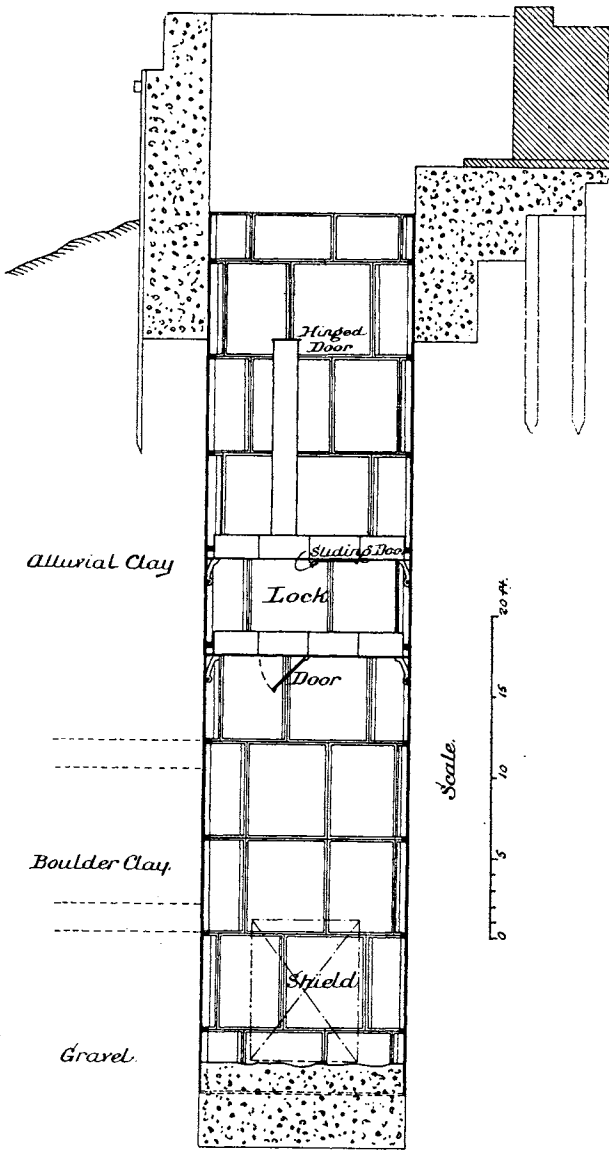 Hinged
Door
Sliding Door
Alluvial Clay
Lock
Door
20 ft.
15
10
5
0
Scale.
Boulder Clay.
Shield
Gravel.